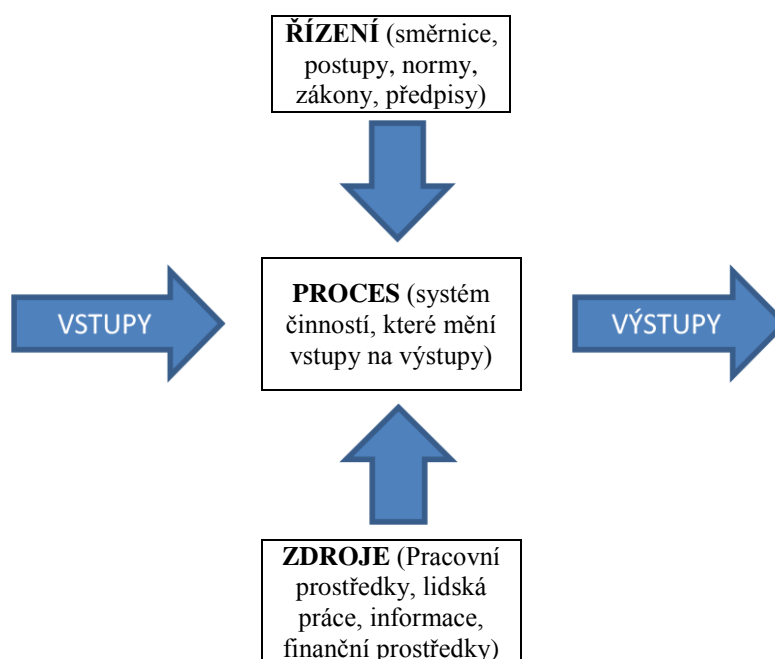 ŘÍZENÍ (směrnice,
postupy, normy,
zákony, předpisy)
VSTUPY
PROCES (systém
činností, které mění
vstupy na výstupy)
VÝSTUPY
ZDROJE (Pracovní
prostředky, lidská
práce, informace,
finanční prostředky)